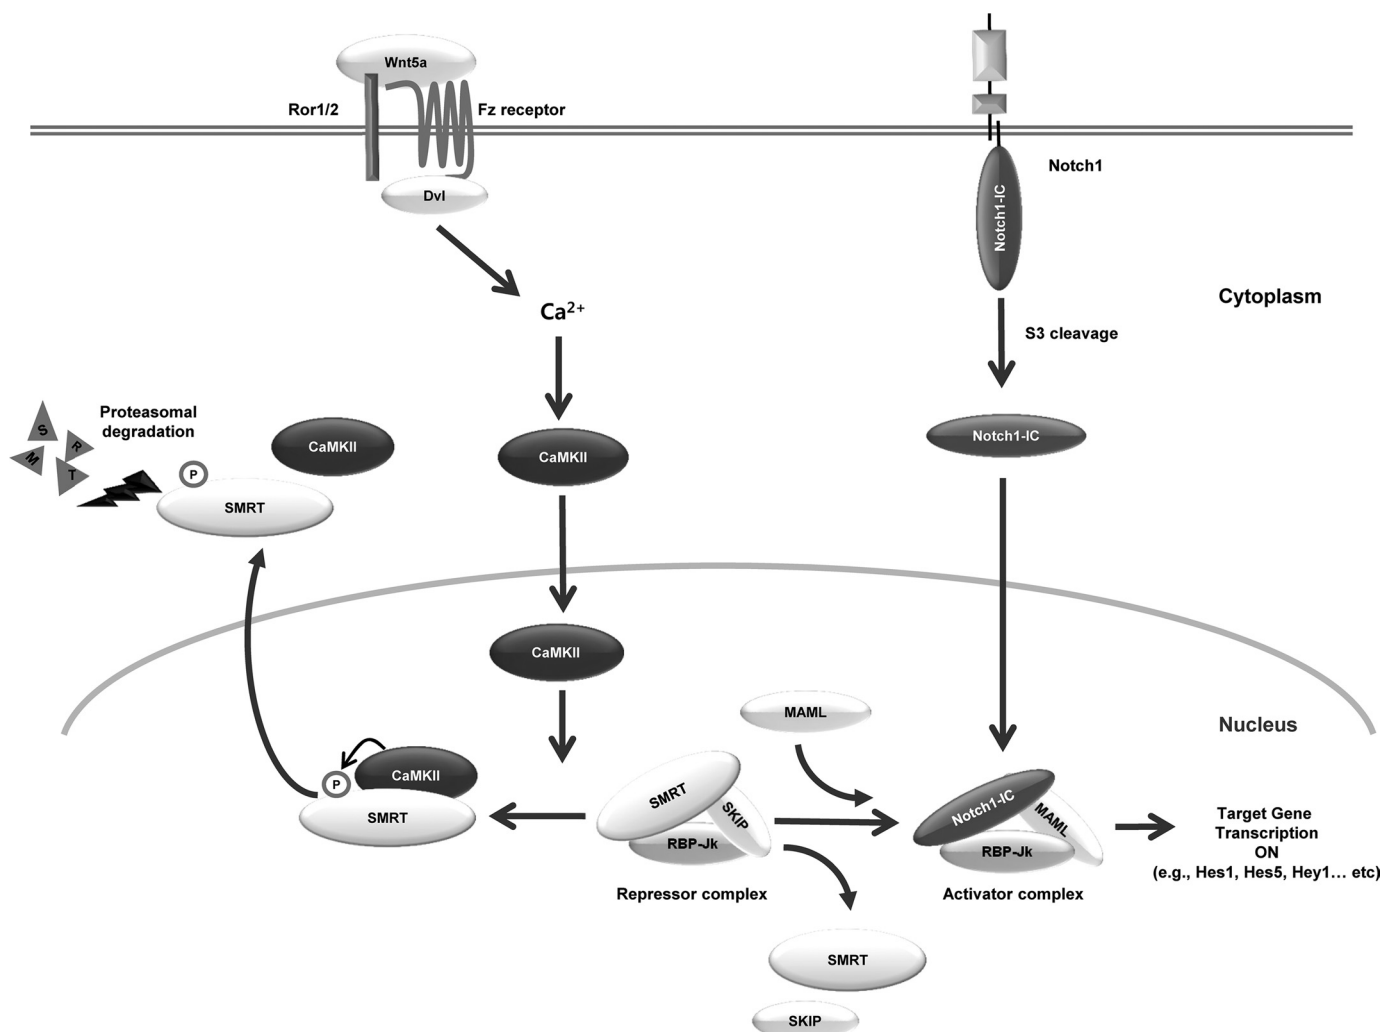 Wnt5a
Ror1/2
Fz receptor
Dvl
Notch1
Notch1-IC
Ca²⁺
Cytoplasm
S3 cleavage
Proteasomal
degradation
S
R
M
T
P
SMRT
CaMKII
CaMKII
Notch1-IC
CaMKII
Nucleus
MAML
P
CaMKII
SMRT
SMRT
SKIP
RBP-Jk
Repressor complex
Notch1-IC
MAML
RBP-Jk
Activator complex
Target Gene
Transcription
ON
(e.g., Hes1, Hes5, Hey1... etc)
SMRT
SKIP